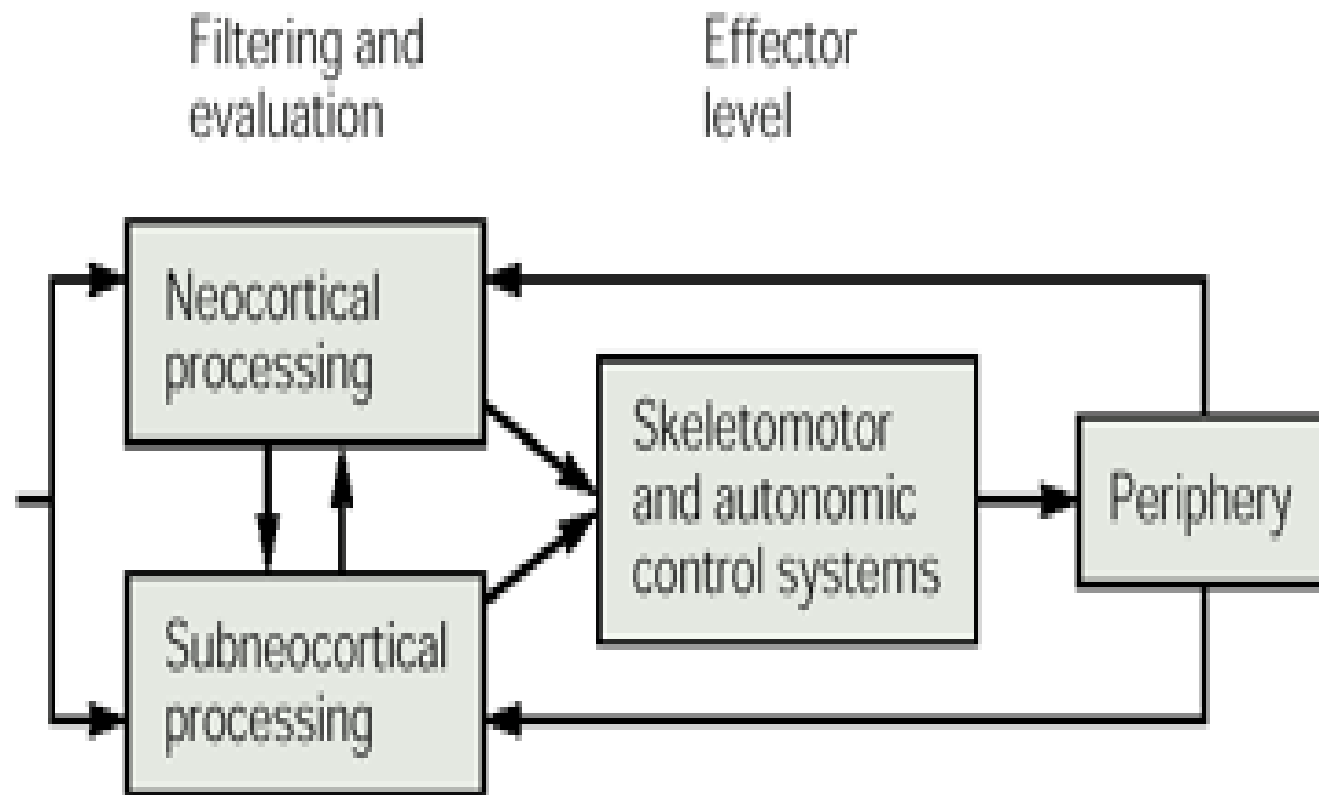 Filtering and
evaluation
Effector
level
Neocortical
processing
Skeletomotor
and autonomic
control systems
Periphery
Subneocortical
processing